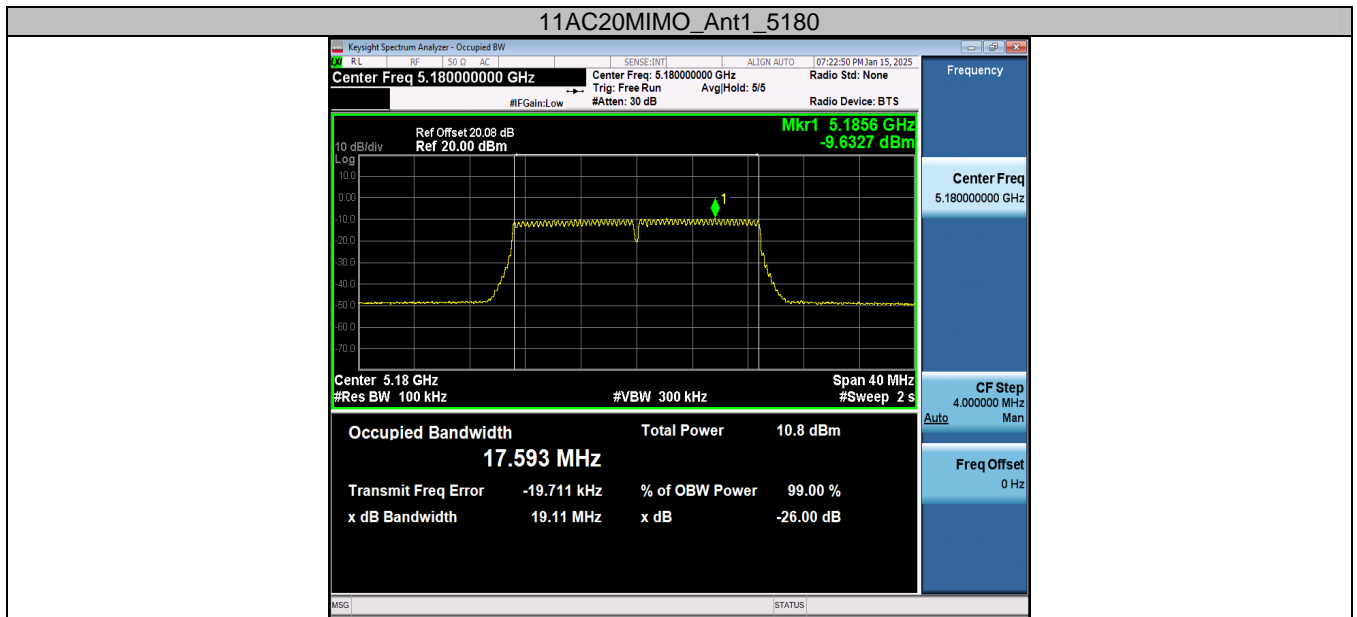 11AC20MIMO_Ant1_5180
Keysight Spectrum Analyzer - Occupied BW
LXI RL RF 50 Ω AC SENSE:INT ALIGN AUTO 07:22:50 PM Jan 15, 2025
Center Freq 5.180000000 GHz
Center Freq: 5.180000000 GHz Radio Std: None
Trig: Free Run Avg|Hold: 5/5
#IFGain:Low #Atten: 30 dB Radio Device: BTS
Frequency
Ref Offset 20.08 dB Mkr1 5.1856 GHz
10 dB/div Ref 20.00 dBm -9.6327 dBm
Log
10.0
0.00
1
-10.0
-20.0
-30.0
-40.0
-50.0
-60.0
-70.0
Center 5.18 GHz Span 40 MHz
#Res BW 100 kHz #VBW 300 kHz #Sweep 2 s
Occupied Bandwidth Total Power 10.8 dBm
17.593 MHz
Transmit Freq Error -19.711 kHz % of OBW Power 99.00 %
x dB Bandwidth 19.11 MHz x dB -26.00 dB
Center Freq
5.180000000 GHz
CF Step
4.000000 MHz
Auto Man
Freq Offset
0 Hz
MSG STATUS